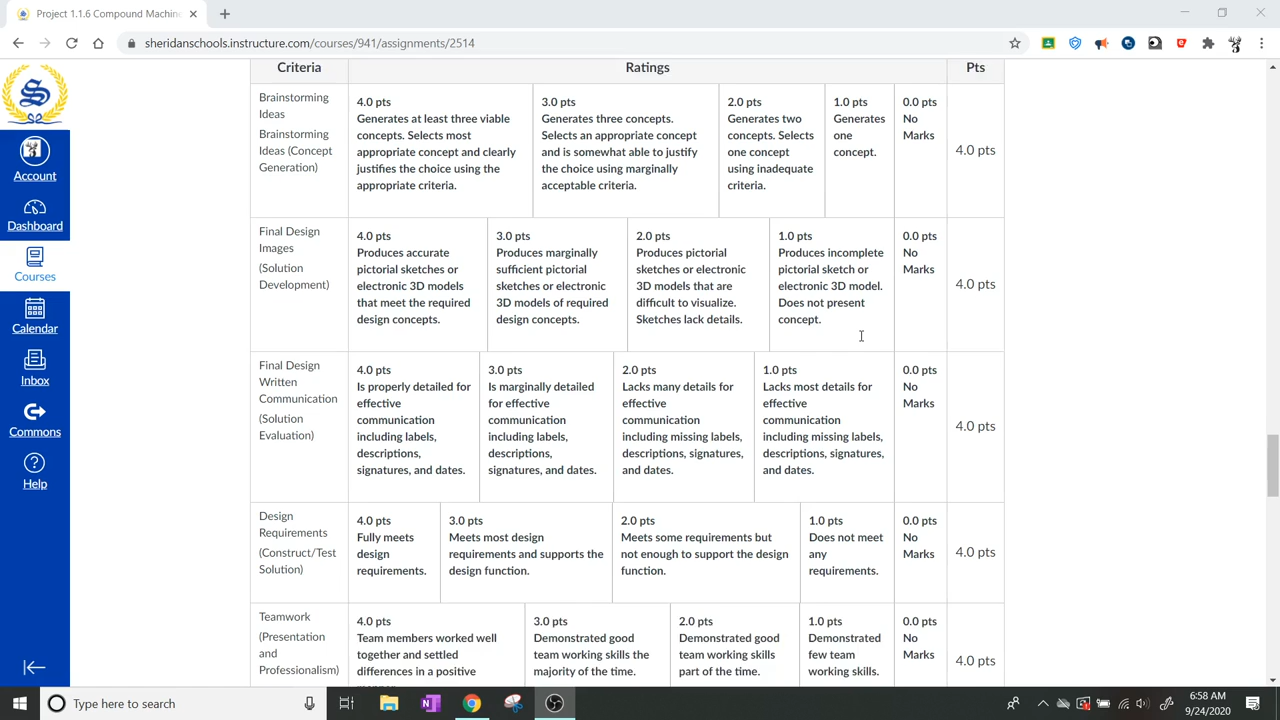 Project 1.1.6 Compound Machine
sheridanschools.instructure.com/courses/941/assignments/2514
S
Account
Dashboard
Courses
Calendar
Inbox
Commons
Help
Criteria
Ratings
Pts
Brainstorming
Ideas
Brainstorming
Ideas (Concept
Generation)
4.0 pts
Generates at least three viable
concepts. Selects most
appropriate concept and clearly
justifies the choice using the
appropriate criteria.
3.0 pts
Generates three concepts.
Selects an appropriate concept
and is somewhat able to justify
the choice using marginally
acceptable criteria.
2.0 pts
Generates two
concepts. Selects
one concept
using inadequate
criteria.
1.0 pts
Generates
one
concept.
0.0 pts
No
Marks
4.0 pts
Final Design
Images
(Solution
Development)
4.0 pts
Produces accurate
pictorial sketches or
electronic 3D models
that meet the required
design concepts.
3.0 pts
Produces marginally
sufficient pictorial
sketches or electronic
3D models of required
design concepts.
2.0 pts
Produces pictorial
sketches or electronic
3D models that are
difficult to visualize.
Sketches lack details.
1.0 pts
Produces incomplete
pictorial sketch or
electronic 3D model.
Does not present
concept.
0.0 pts
No
Marks
4.0 pts
Final Design
Written
Communication
(Solution
Evaluation)
4.0 pts
Is properly detailed for
effective
communication
including labels,
descriptions,
signatures, and dates.
3.0 pts
Is marginally detailed
for effective
communication
including labels,
descriptions,
signatures, and dates.
2.0 pts
Lacks many details for
effective
communication
including missing labels,
descriptions, signatures,
and dates.
1.0 pts
Lacks most details for
effective
communication
including missing labels,
descriptions, signatures,
and dates.
0.0 pts
No
Marks
4.0 pts
Design
Requirements
(Construct/Test
Solution)
4.0 pts
Fully meets
design
requirements.
3.0 pts
Meets most design
requirements and supports the
design function.
2.0 pts
Meets some requirements but
not enough to support the design
function.
1.0 pts
Does not meet
any
requirements.
0.0 pts
No
Marks
4.0 pts
Teamwork
(Presentation
and
Professionalism)
4.0 pts
Team members worked well
together and settled
differences in a positive
3.0 pts
Demonstrated good
team working skills the
majority of the time.
2.0 pts
Demonstrated good
team working skills
part of the time.
1.0 pts
Demonstrated
few team
working skills.
0.0 pts
No
Marks
4.0 pts
Type here to search
6:58 AM
9/24/2020